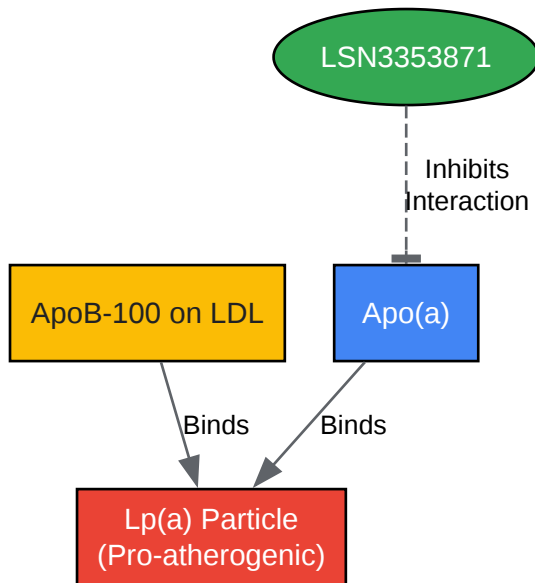 LSN3353871
Inhibits
Interaction
ApoB-100 on LDL
Apo(a)
Binds
Binds
Lp(a) Particle
(Pro-atherogenic)